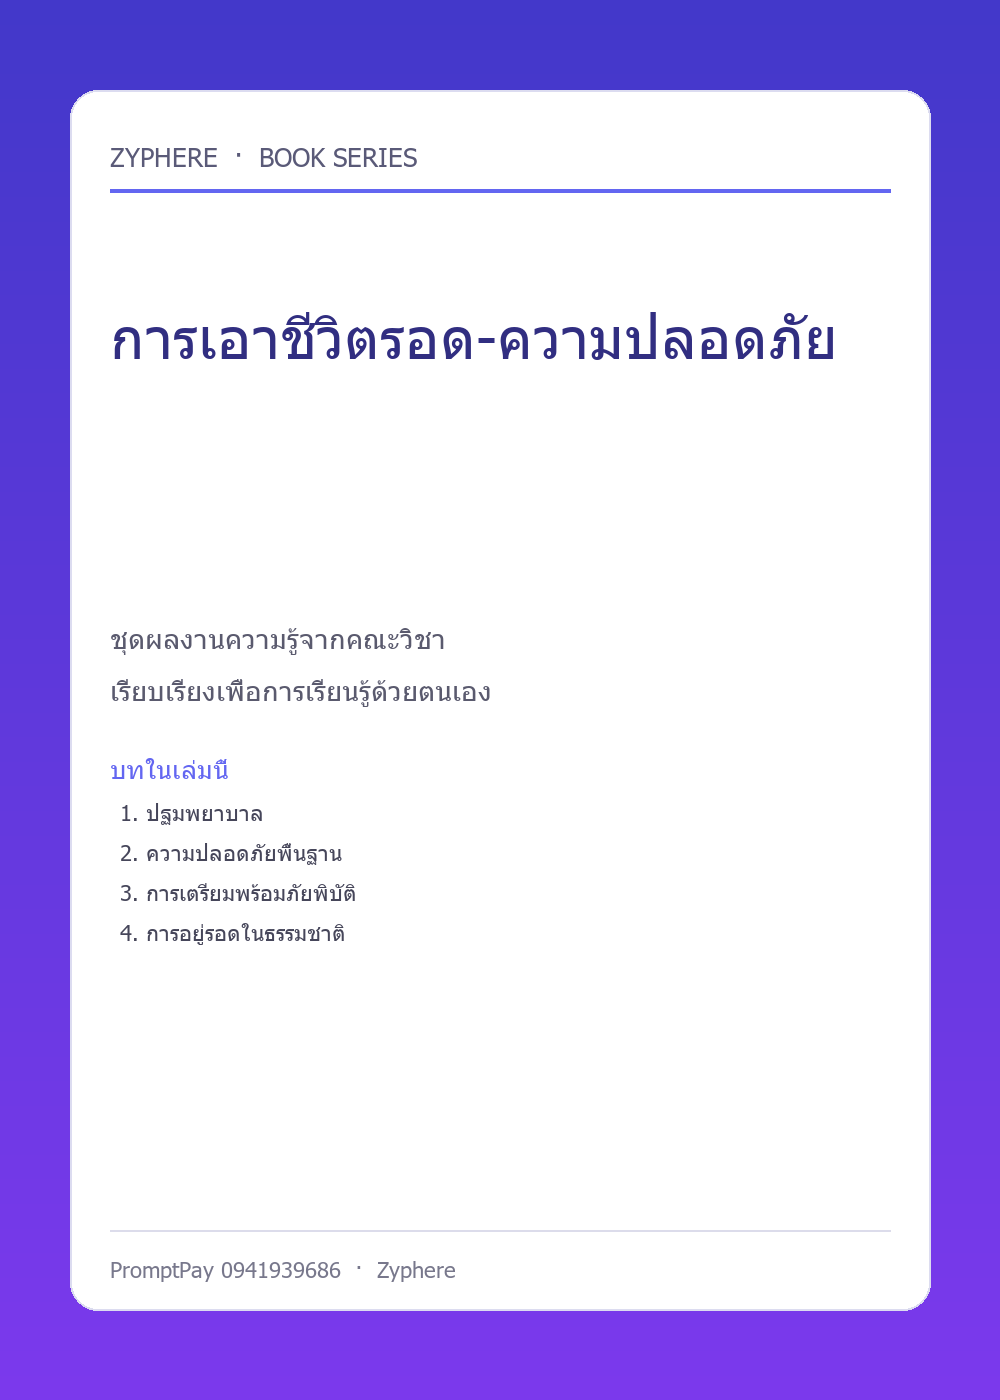 ZYPHERE · BOOK SERIES
การเอาชีวิตรอด-ความปลอดภัย
ชุดผลงานความรู้จากคณะวิชา
เรียบเรียงเพื่อการเรียนรู้ด้วยตนเอง
บทในเล่มนี้
1. ปฐมพยาบาล
2. ความปลอดภัยพื้นฐาน
3. การเตรียมพร้อมภัยพิบัติ
4. การอยู่รอดในธรรมชาติ
PromptPay 0941939686 · Zyphere